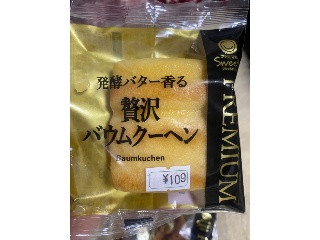 発酵バター香る
贅沢
バウムクーヘン
Baumkuchen
¥109
Sweet
PREMIUM